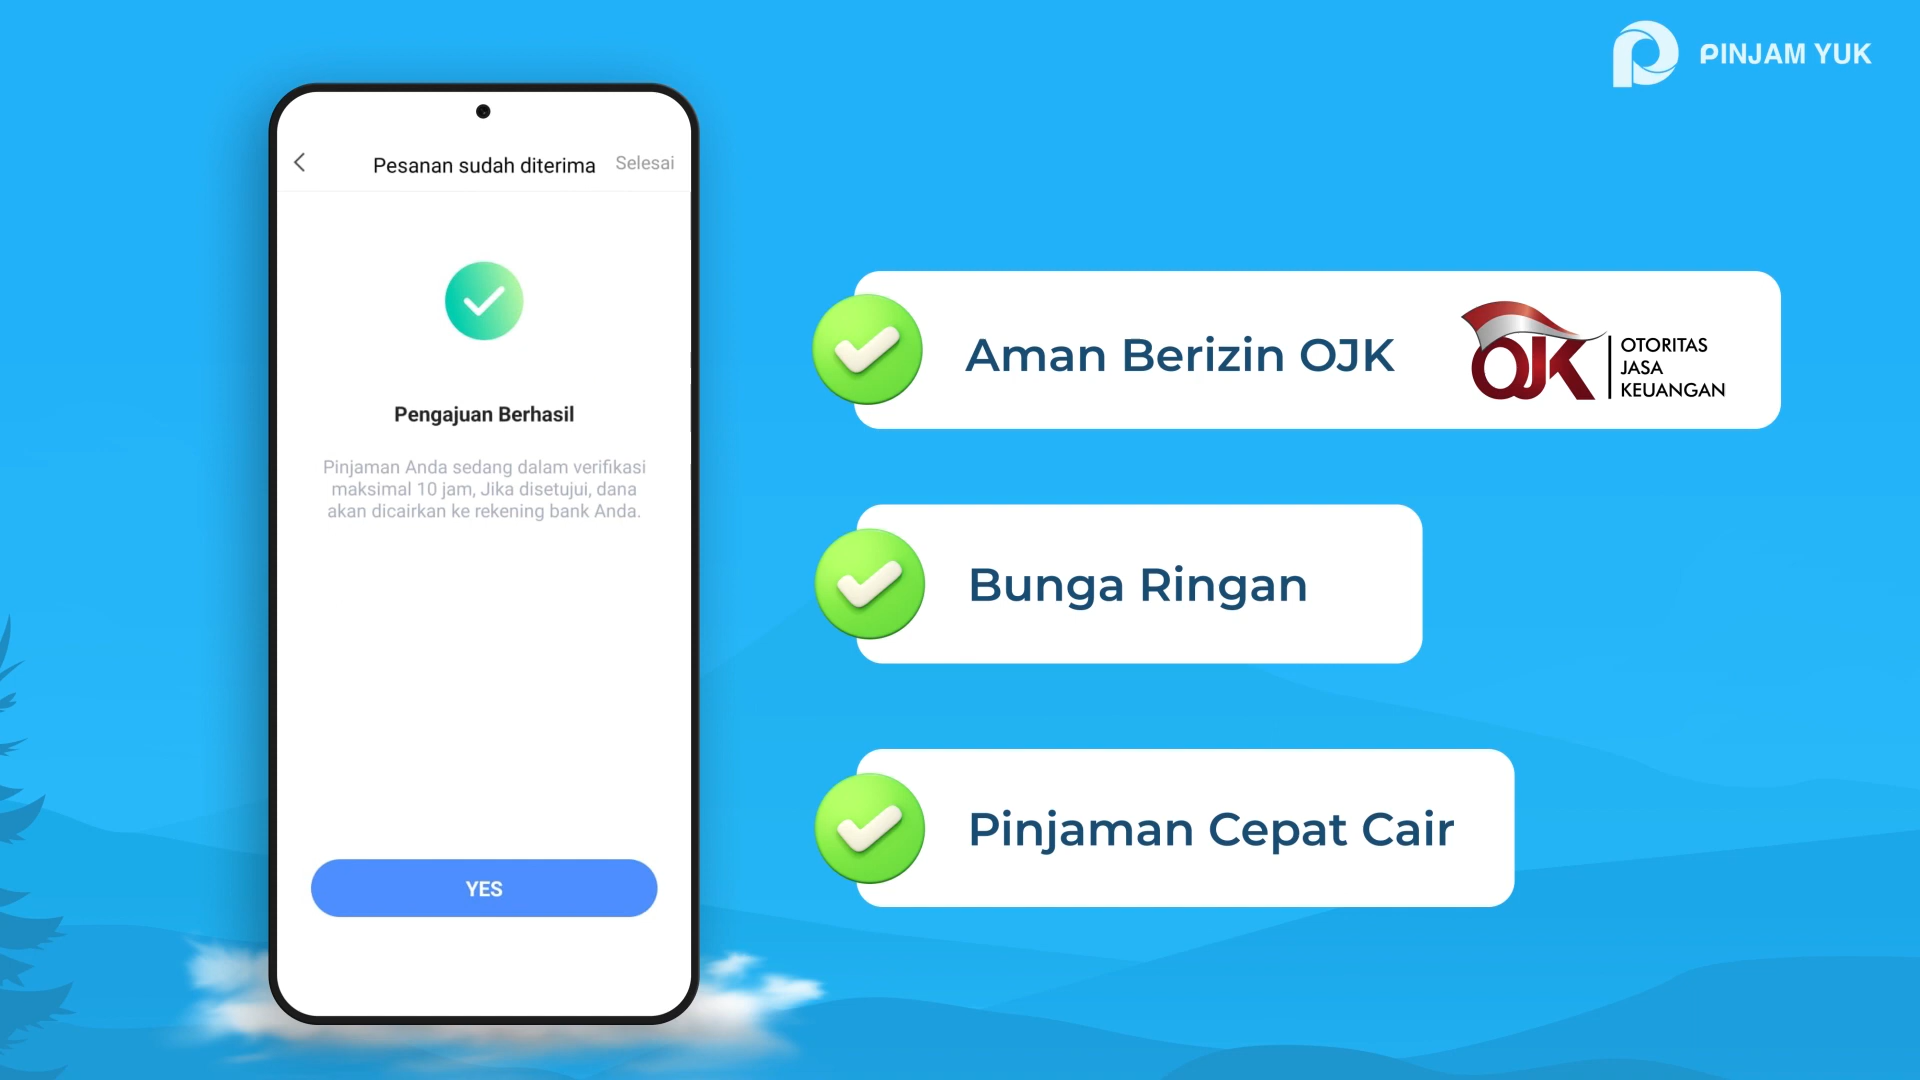 PINJAM YUK
Pesanan sudah diterima
Selesai
Pengajuan Berhasil
Pinjaman Anda sedang dalam verifikasi
maksimal 10 jam, Jika disetujui, dana
akan dicairkan ke rekening bank Anda.
YES
Aman Berizin OJK
OJK
OTORITAS
JASA
KEUANGAN
Bunga Ringan
Pinjaman Cepat Cair